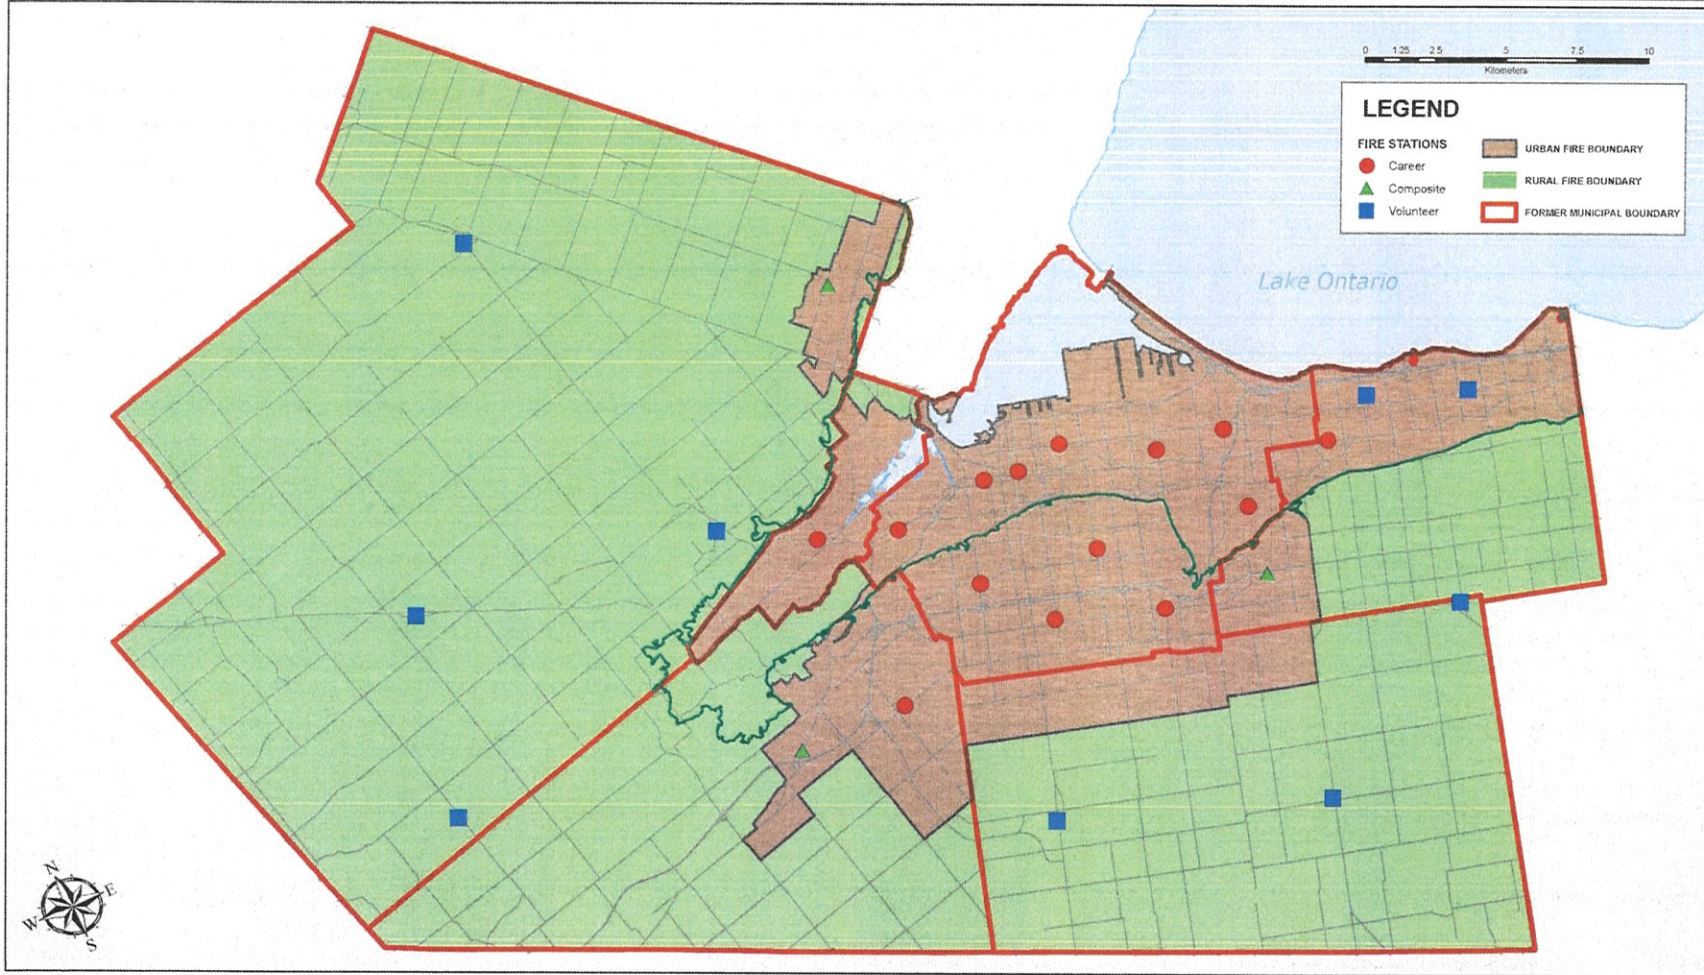 0 1.25 2.5 5 7.5 10
Kilometers
LEGEND
FIRE STATIONS
Career
Composite
Volunteer
URBAN FIRE BOUNDARY
RURAL FIRE BOUNDARY
FORMER MUNICIPAL BOUNDARY
Lake Ontario
N
E
W
S